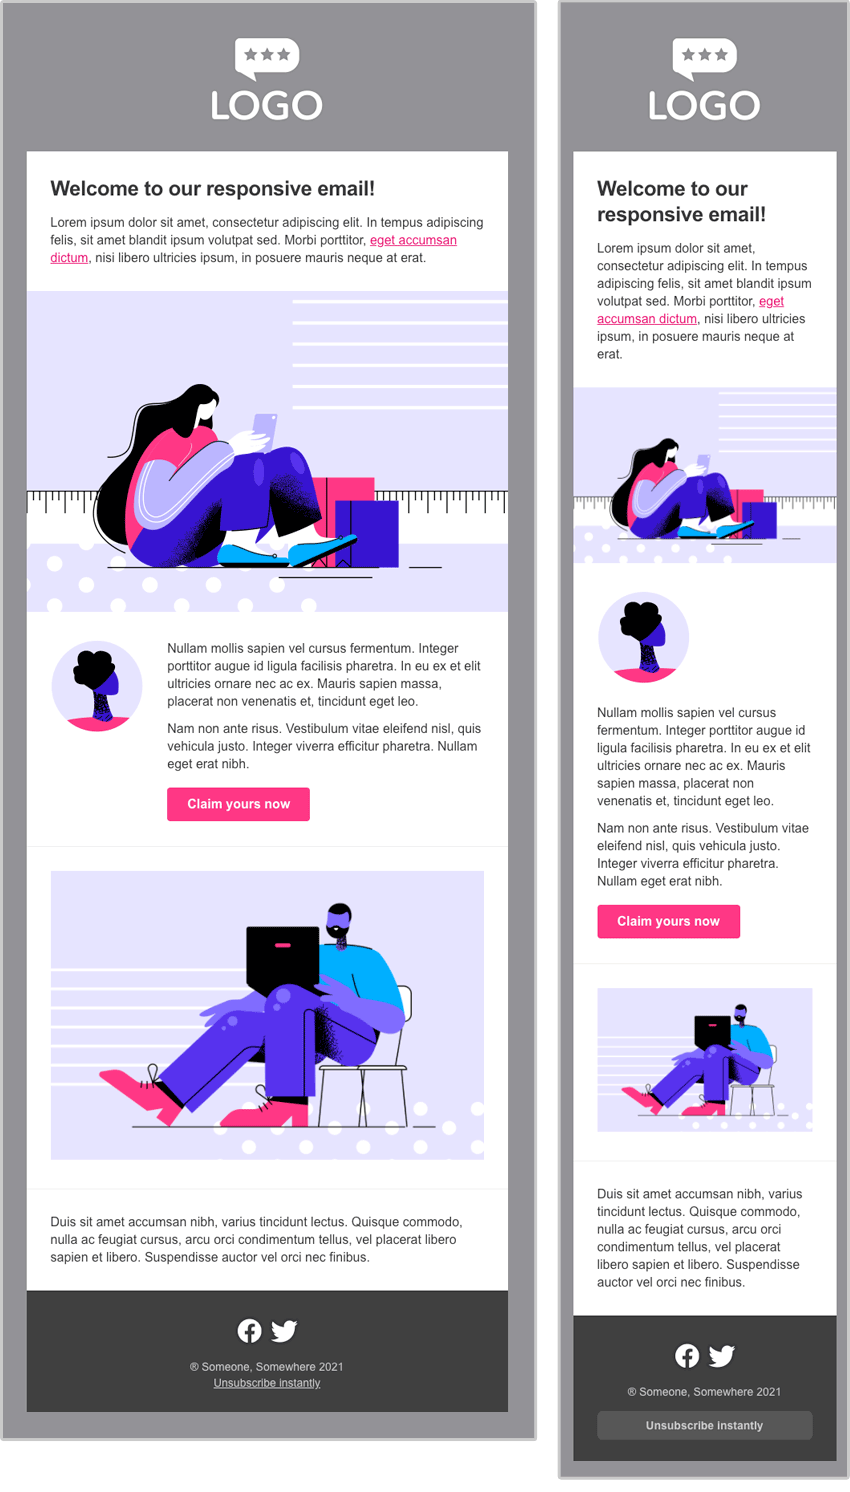 LOGO
Welcome to our responsive email!
Lorem ipsum dolor sit amet, consectetur adipiscing elit. In tempus adipiscing
felis, sit amet blandit ipsum volutpat sed. Morbi porttitor, eget accumsan
dictum, nisi libero ultricies ipsum, in posuere mauris neque at erat.
Nullam mollis sapien vel cursus fermentum. Integer
porttitor augue id ligula facilisis pharetra. In eu ex et elit
ultricies ornare nec ac ex. Mauris sapien massa,
placerat non venenatis et, tincidunt eget leo.
Nam non ante risus. Vestibulum vitae eleifend nisl, quis
vehicula justo. Integer viverra efficitur pharetra. Nullam
eget erat nibh.
Claim yours now
Duis sit amet accumsan nibh, varius tincidunt lectus. Quisque commodo,
nulla ac feugiat cursus, arcu orci condimentum tellus, vel placerat libero
sapien et libero. Suspendisse auctor vel orci nec finibus.
® Someone, Somewhere 2021
Unsubscribe instantly
LOGO
Welcome to our
responsive email!
Lorem ipsum dolor sit amet,
consectetur adipiscing elit. In tempus
adipiscing felis, sit amet blandit ipsum
volutpat sed. Morbi porttitor, eget
accumsan dictum, nisi libero ultricies
ipsum, in posuere mauris neque at
erat.
Nullam mollis sapien vel cursus
fermentum. Integer porttitor augue id
ligula facilisis pharetra. In eu ex et elit
ultricies ornare nec ac ex. Mauris
sapien massa, placerat non
venenatis et, tincidunt eget leo.
Nam non ante risus. Vestibulum vitae
eleifend nisl, quis vehicula justo.
Integer viverra efficitur pharetra.
Nullam eget erat nibh.
Claim yours now
Duis sit amet accumsan nibh, varius
tincidunt lectus. Quisque commodo,
nulla ac feugiat cursus, arcu orci
condimentum tellus, vel placerat
libero sapien et libero. Suspendisse
auctor vel orci nec finibus.
® Someone, Somewhere 2021
Unsubscribe instantly